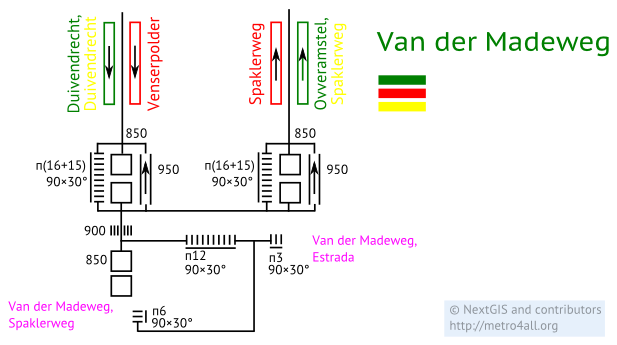 Duivendrecht,
Duivendrecht
Venserpolder
Spaklerweg
Ovveramstel,
Spaklerweg
Van der Madeweg
850
850
п(16+15)
90×30°
950
п(16+15)
90×30°
950
900
850
п12
90×30°
п3
90×30°
Van der Madeweg,
Estrada
Van der Madeweg,
Spaklerweg
п6
90×30°
© NextGIS and contributors
http://metro4all.org